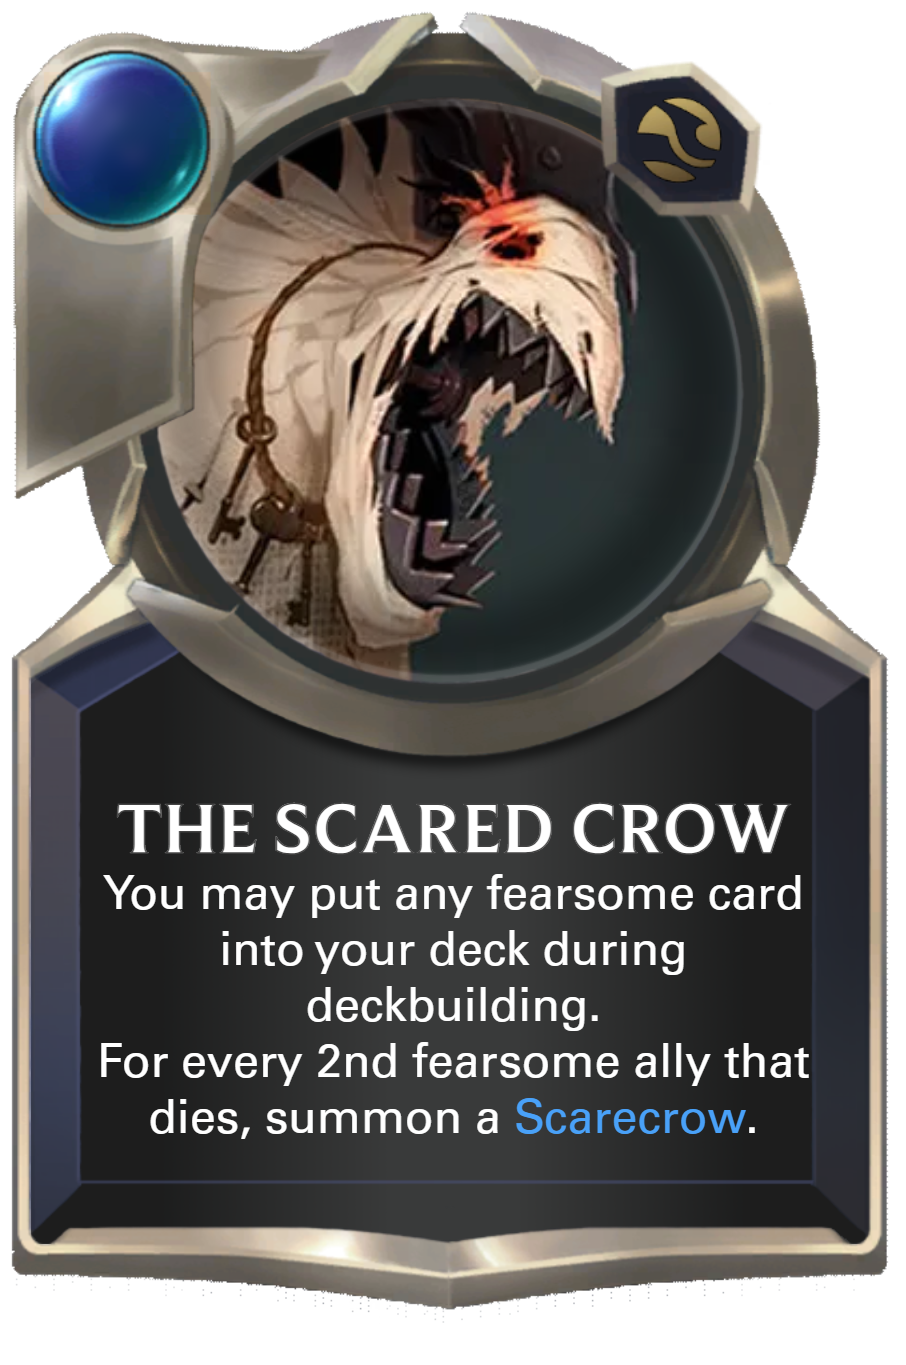 THE SCARED CROW
You may put any fearsome card
into your deck during
deckbuilding.
For every 2nd fearsome ally that
dies, summon a Scarecrow.